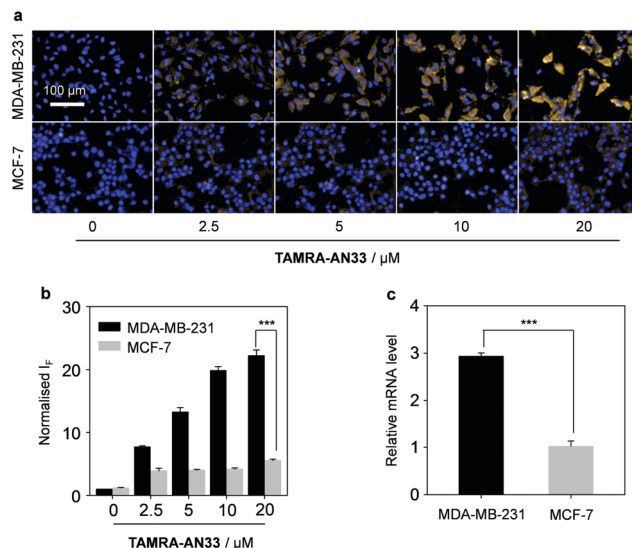 a
MDA-MB-231
100 µm
MCF-7
0 2.5 5 10 20
TAMRA-AN33 / µM
b
30
20
10
0
Normalised I_F
MDA-MB-231
MCF-7
***
0 2.5 5 10 20
TAMRA-AN33 / µM
c
4
3
2
1
0
Relative mRNA level
***
MDA-MB-231 MCF-7